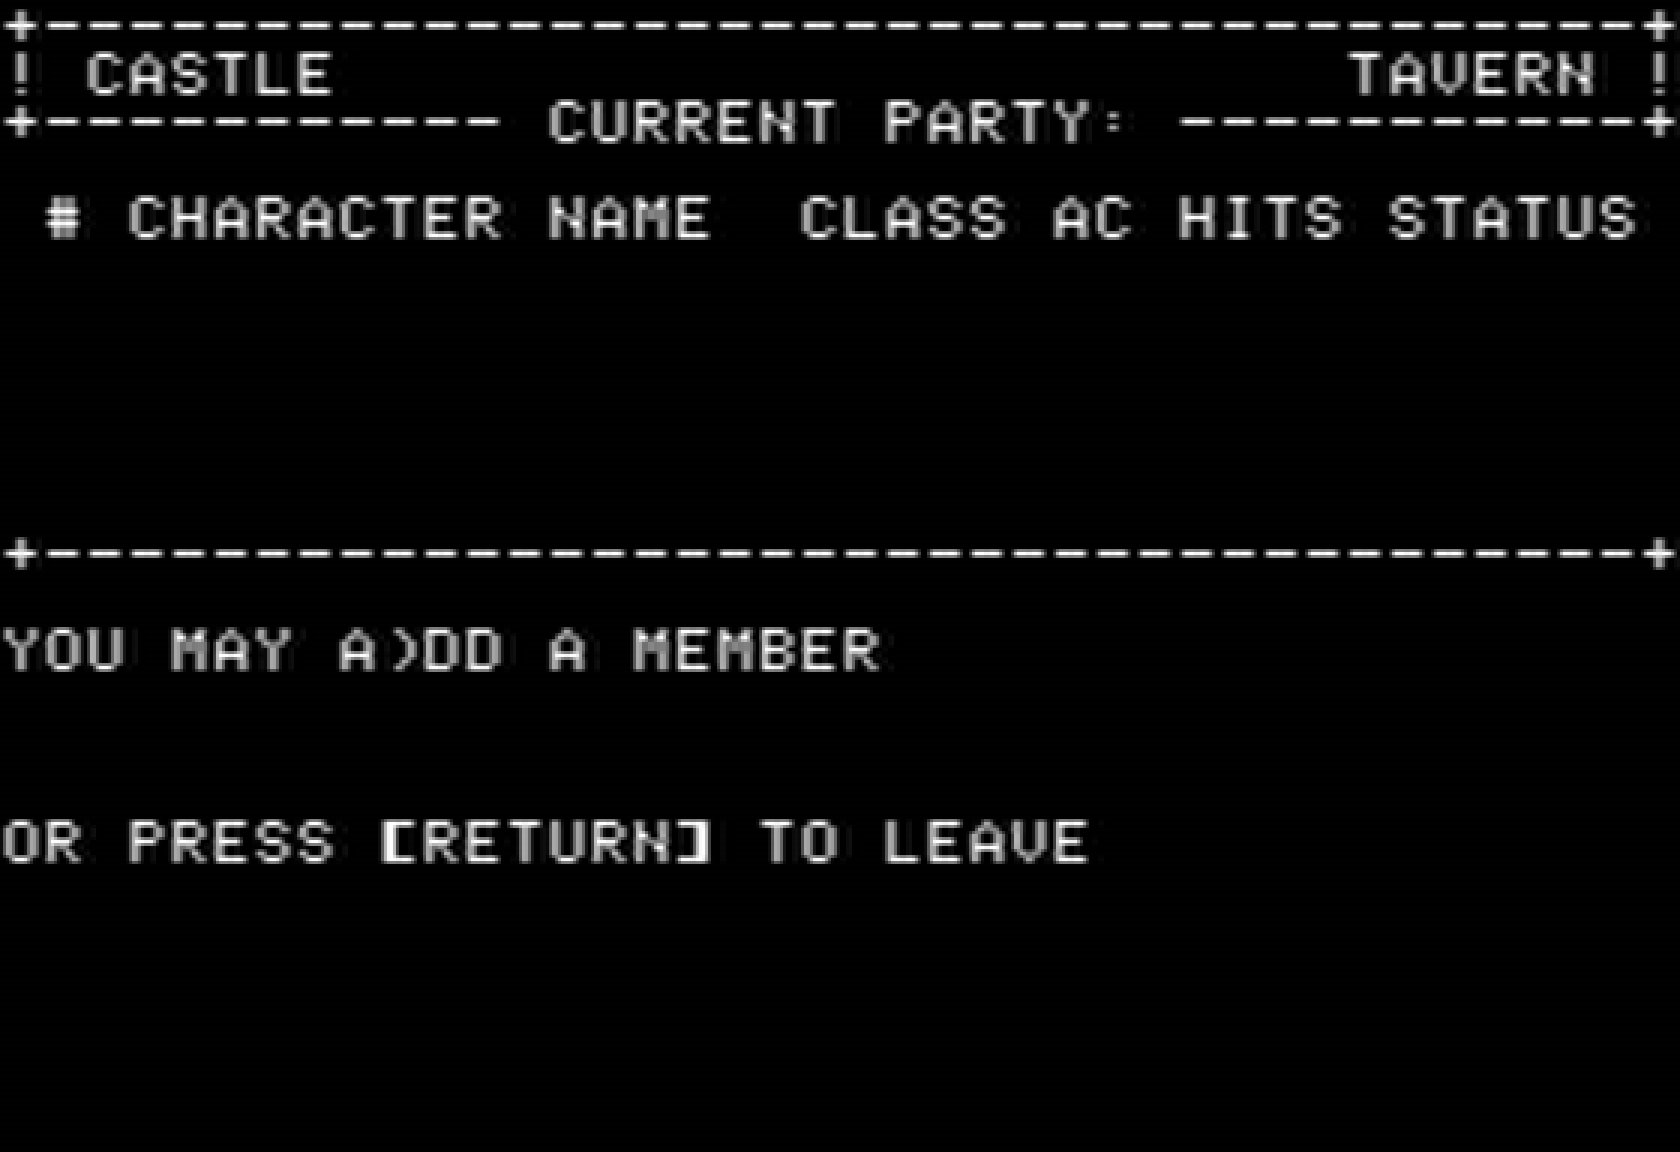 +--------------------------------------+
! CASTLE                        TAVERN !
+----------- CURRENT PARTY: -----------+
 # CHARACTER NAME  CLASS AC HITS STATUS
+--------------------------------------+
YOU MAY A>DD A MEMBER
OR PRESS [RETURN] TO LEAVE